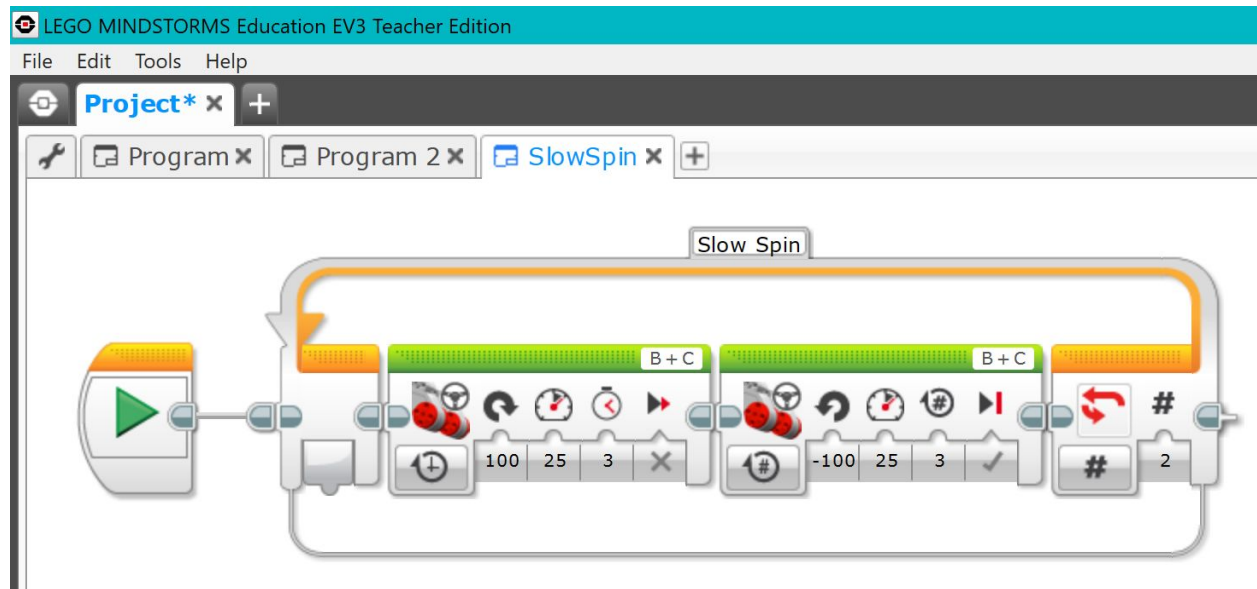 LEGO MINDSTORMS Education EV3 Teacher Edition
File Edit Tools Help
Project*
Program Program 2 SlowSpin
Slow Spin
B + C B + C
#
# #
100 25 3 -100 25 3 2
# #